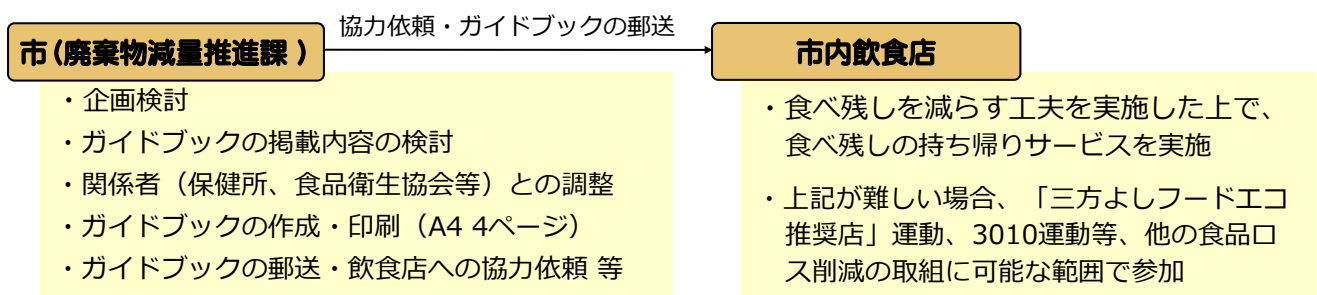 協力依頼・ガイドブックの郵送
市（廃棄物減量推進課）
・企画検討
・ガイドブックの掲載内容の検討
・関係者（保健所、食品衛生協会等）との調整
・ガイドブックの作成・印刷（A4 4ページ）
・ガイドブックの郵送・飲食店への協力依頼 等
市内飲食店
・食べ残しを減らす工夫を実施した上で、
食べ残しの持ち帰りサービスを実施
・上記が難しい場合、「三方よしフードエコ
推奨店」運動、3010運動等、他の食品ロ
ス削減の取組に可能な範囲で参加